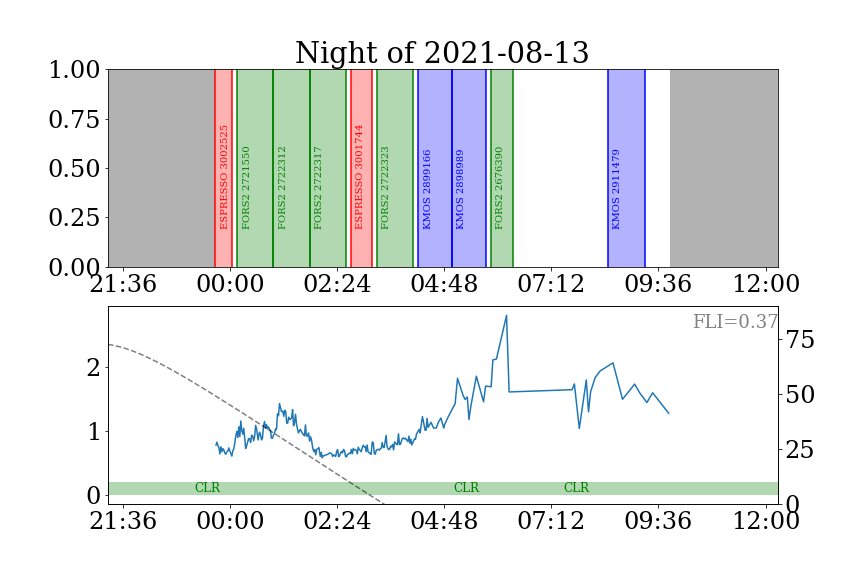 Night of 2021-08-13
1.00
0.75
0.50
0.25
0.00
ESPRESSO 3002525
FORS2 2721550
FORS2 2722312
FORS2 2722317
ESPRESSO 3001744
FORS2 2722323
KMOS 2899166
KMOS 2898989
FORS2 2676390
KMOS 2911479
21:36 00:00 02:24 04:48 07:12 09:36 12:00
FLI=0.37
2
1
0
75
50
25
0
CLR CLR CLR
21:36 00:00 02:24 04:48 07:12 09:36 12:00